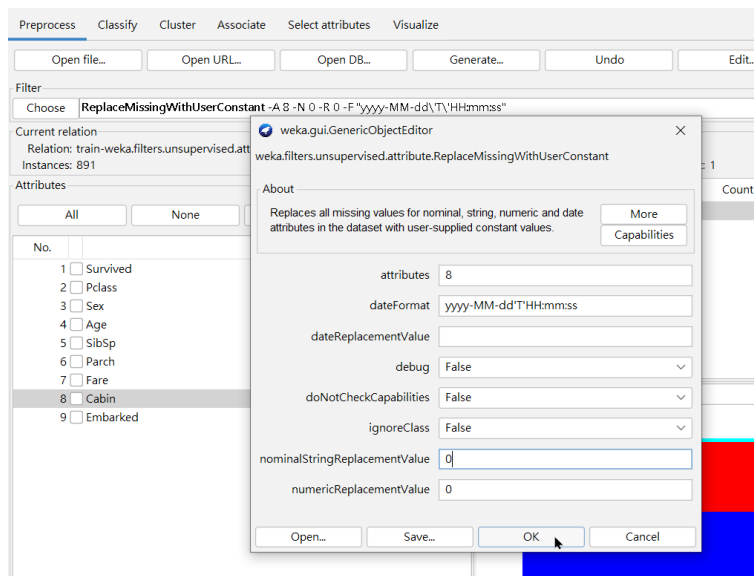 Preprocess Classify Cluster Associate Select attributes Visualize
Open file... Open URL... Open DB... Generate... Undo Edit...
Filter
Choose ReplaceMissingWithUserConstant -A 8 -N 0 -R 0 -F "yyyy-MM-dd\'T\'HH:mm:ss"
Current relation
Relation: train-weka.filters.unsupervised.att
Instances: 891
: 1
Attributes
All None
Count
No.
1 Survived
2 Pclass
3 Sex
4 Age
5 SibSp
6 Parch
7 Fare
8 Cabin
9 Embarked
weka.gui.GenericObjectEditor
weka.filters.unsupervised.attribute.ReplaceMissingWithUserConstant
About
Replaces all missing values for nominal, string, numeric and date
attributes in the dataset with user-supplied constant values.
More
Capabilities
attributes 8
dateFormat yyyy-MM-dd'T'HH:mm:ss
dateReplacementValue
debug False
doNotCheckCapabilities False
ignoreClass False
nominalStringReplacementValue 0
numericReplacementValue 0
Open... Save... OK Cancel